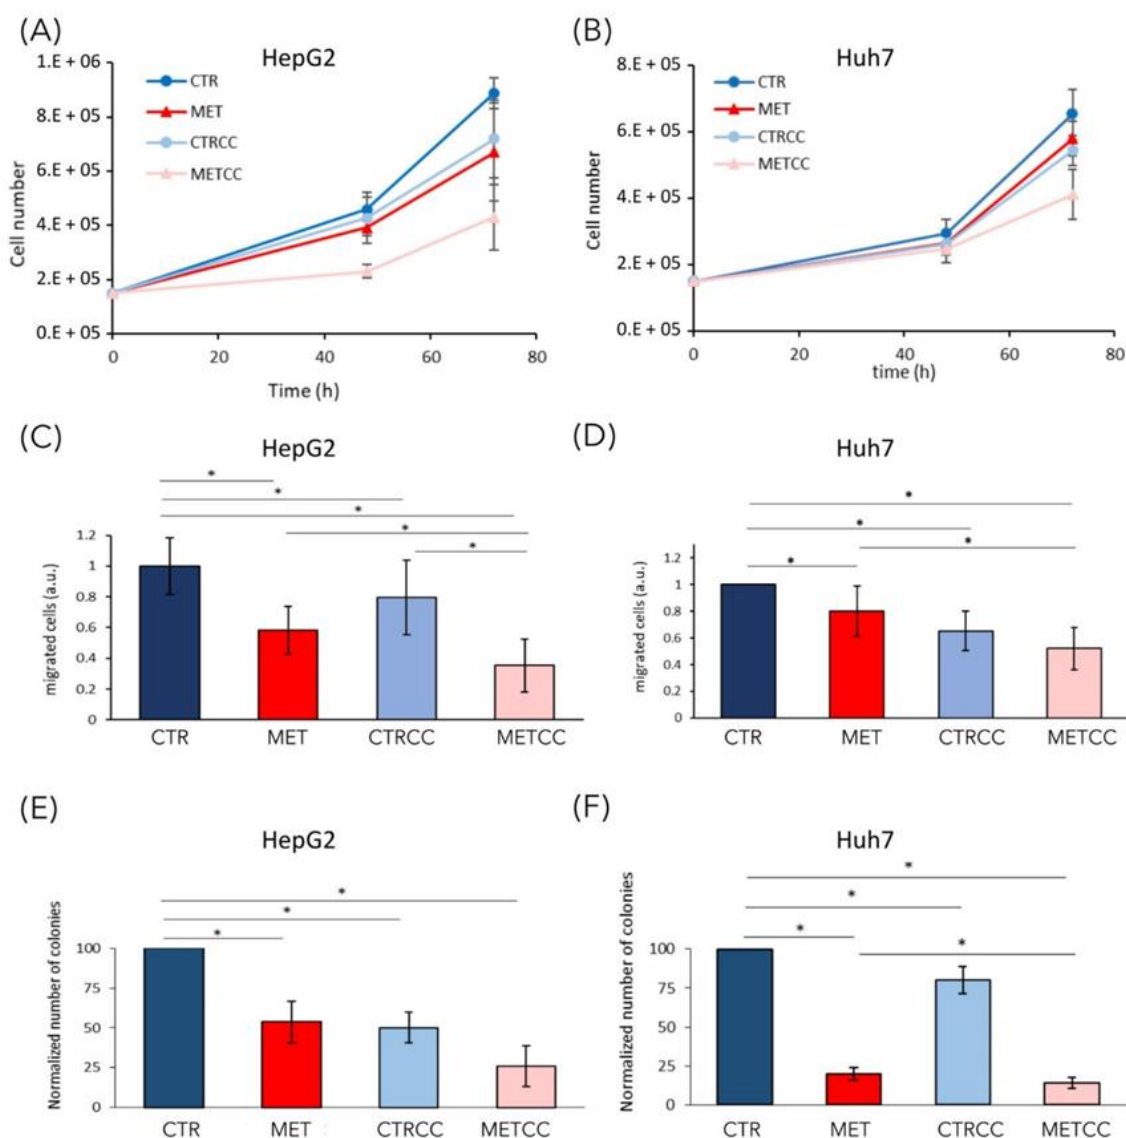 (A)
HepG2
1.E + 06
8.E + 05
6.E + 05
4.E + 05
2.E + 05
0.E + 05
Cell number
CTR
MET
CTRCC
METCC
0 20 40 60 80
Time (h)
(B)
Huh7
8.E + 05
6.E + 05
4.E + 05
2.E + 05
0.E + 05
Cell number
CTR
MET
CTRCC
METCC
0 20 40 60 80
time (h)
(C)
HepG2
*
*
*
*
*
1.2
1
0.8
0.6
0.4
0.2
0
migrated cells (a.u.)
CTR MET CTRCC METCC
(D)
Huh7
*
*
*
*
1.2
1
0.8
0.6
0.4
0.2
0
migrated cells (a.u.)
CTR MET CTRCC METCC
(E)
HepG2
*
*
*
100
75
50
25
0
Normalized number of colonies
CTR MET CTRCC METCC
(F)
Huh7
*
*
*
*
100
75
50
25
0
Normalized number of colonies
CTR MET CTRCC METCC